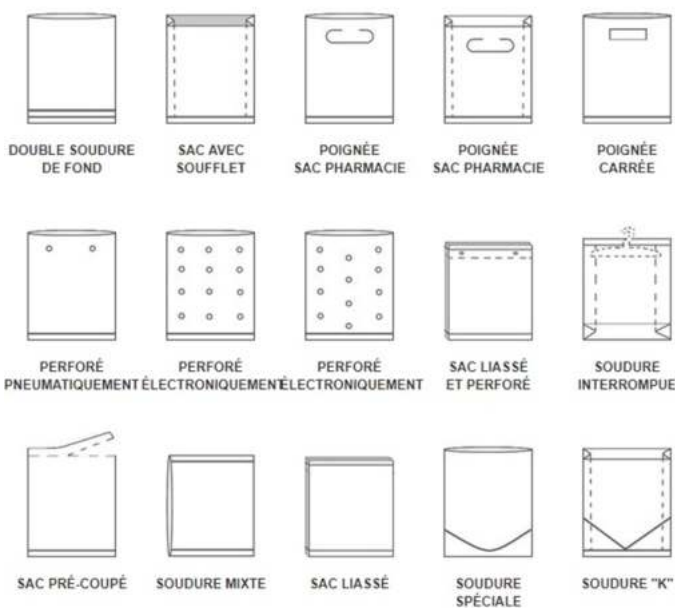 DOUBLE SOUDURE
DE FOND
SAC AVEC
SOUFFLET
POIGNÉE
SAC PHARMACIE
POIGNÉE
SAC PHARMACIE
POIGNÉE
CARRÉE
PERFORÉ
PNEUMATIQUEMENT
PERFORÉ
ÉLECTRONIQUEMENT
PERFORÉ
ÉLECTRONIQUEMENT
SAC LIASSÉ
ET PERFORÉ
SOUDURE
INTERROMPUE
SAC PRÉ-COUPÉ
SOUDURE MIXTE
SAC LIASSÉ
SOUDURE
SPÉCIALE
SOUDURE "K"